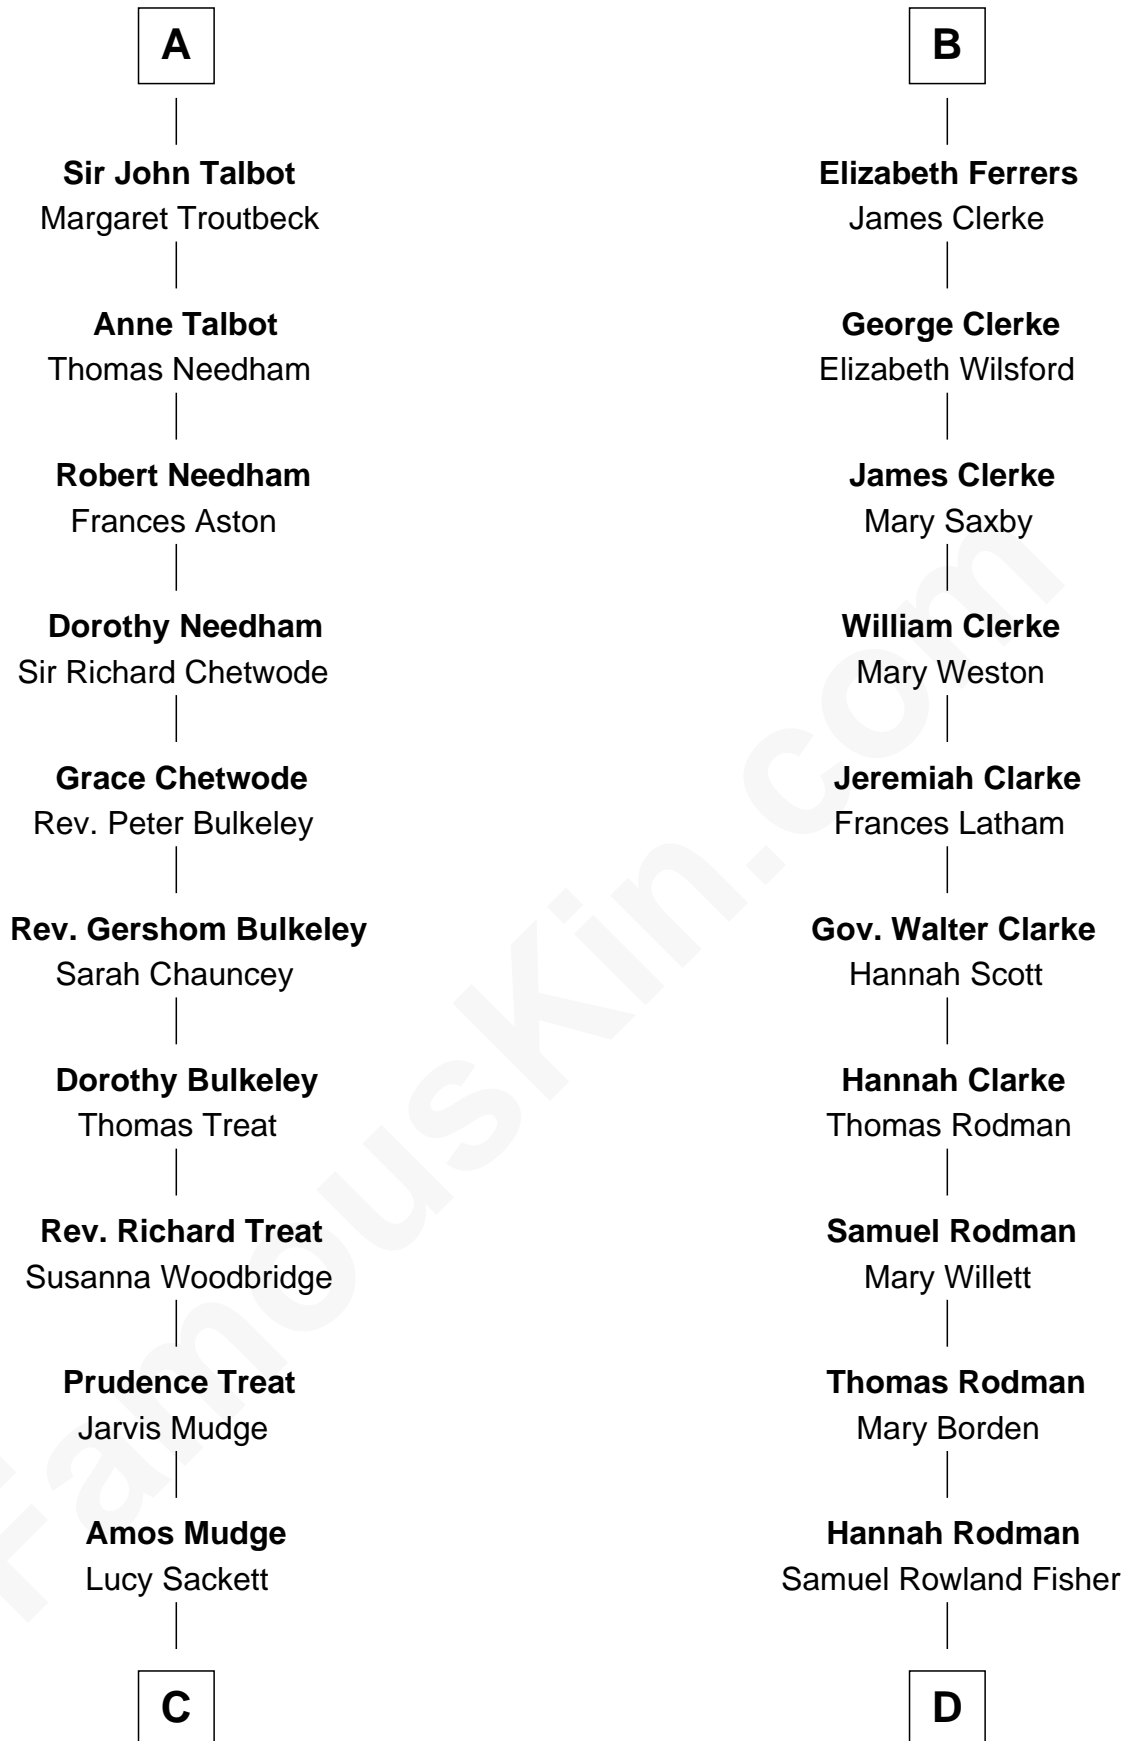 A
Sir John Talbot
Margaret Troutbeck
Anne Talbot
Thomas Needham
Robert Needham
Frances Aston
Dorothy Needham
Sir Richard Chetwode
Grace Chetwode
Rev. Peter Bulkeley
Rev. Gershom Bulkeley
Sarah Chauncey
Dorothy Bulkeley
Thomas Treat
Rev. Richard Treat
Susanna Woodbridge
Prudence Treat
Jarvis Mudge
Amos Mudge
Lucy Sackett
C
B
Elizabeth Ferrers
James Clerke
George Clerke
Elizabeth Wilsford
James Clerke
Mary Saxby
William Clerke
Mary Weston
Jeremiah Clarke
Frances Latham
Gov. Walter Clarke
Hannah Scott
Hannah Clarke
Thomas Rodman
Samuel Rodman
Mary Willett
Thomas Rodman
Mary Borden
Hannah Rodman
Samuel Rowland Fisher
D
FamousKin.com